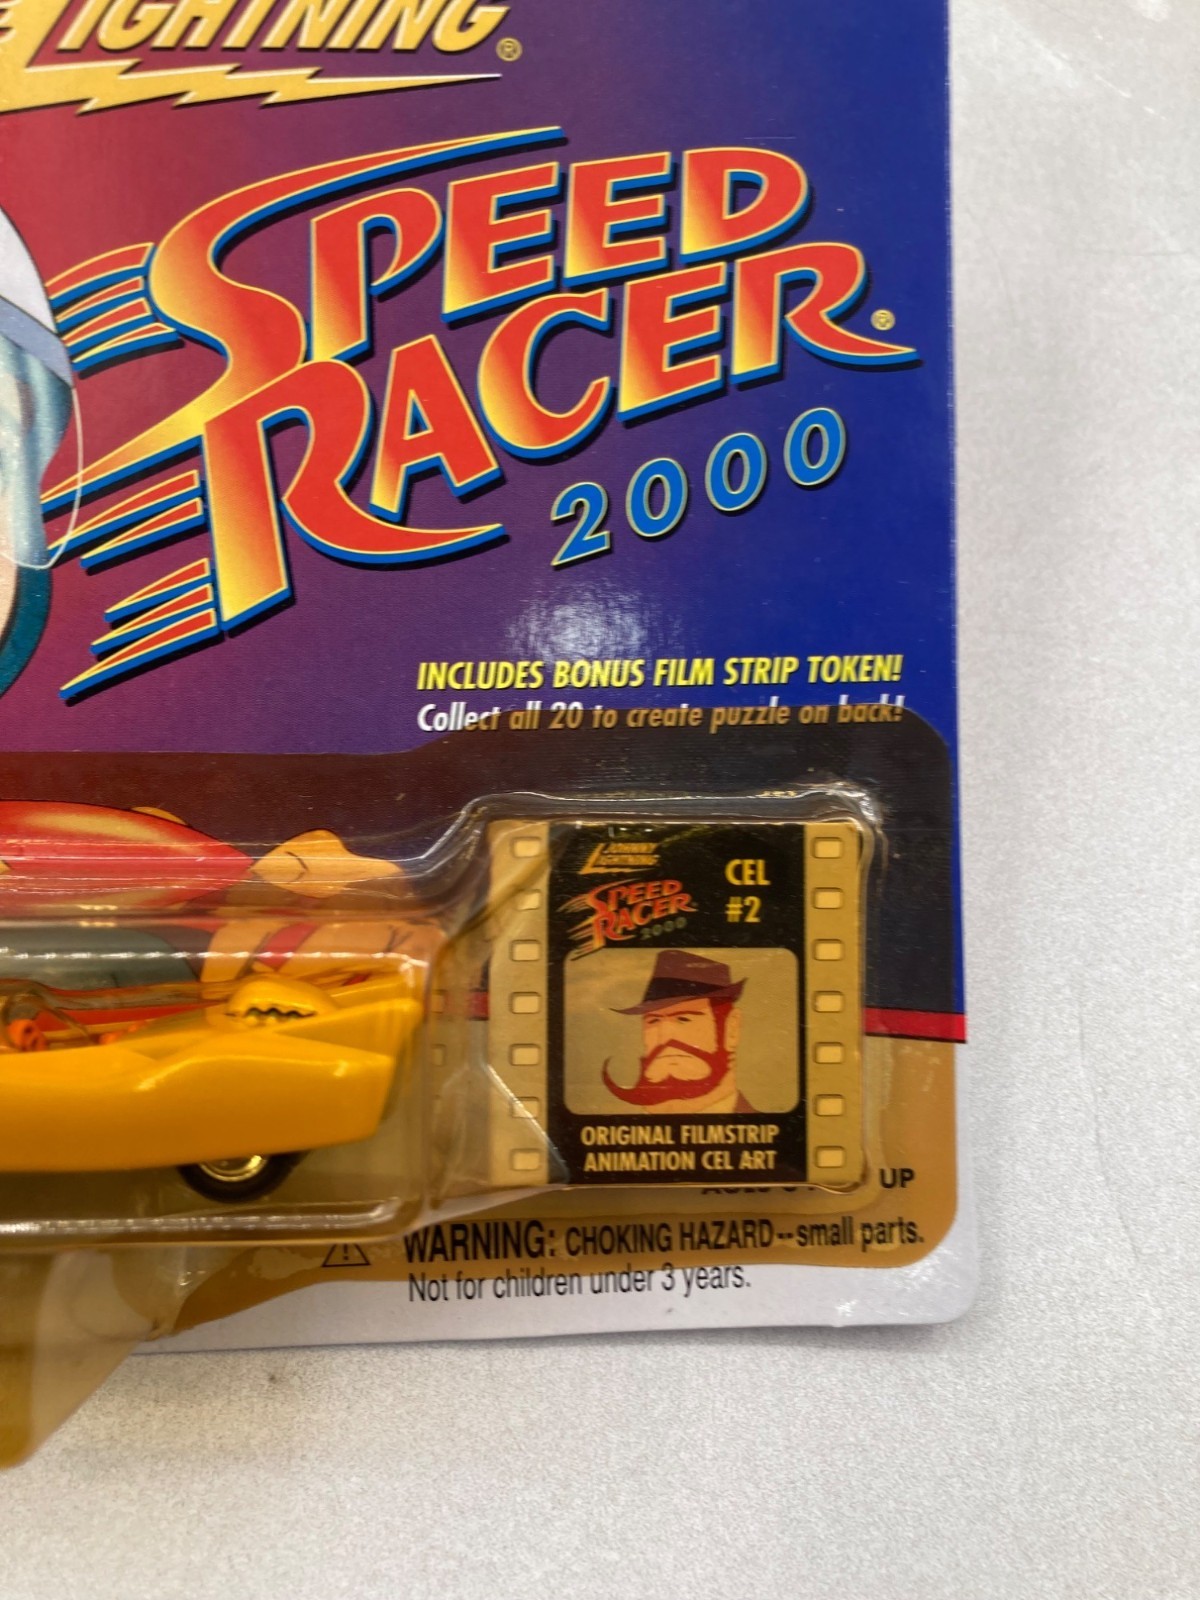 LIGHTNING®
SPEED
RACER®
2000
INCLUDES BONUS FILM STRIP TOKEN!
Collect all 20 to create puzzle on back!
JOHNNY
LIGHTNING
CEL
#2
SPEED
RACER
2000
ORIGINAL FILMSTRIP
ANIMATION CEL ART
UP
WARNING: CHOKING HAZARD--small parts.
Not for children under 3 years.